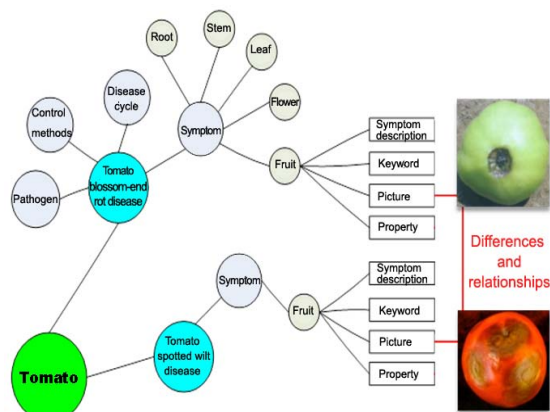 Root
Stem
Leaf
Flower
Disease
cycle
Control
methods
Symptom
Pathogen
Tomato
blossom-end
rot disease
Fruit
Symptom
description
Keyword
Picture
Property
Differences
and
relationships
Symptom
Fruit
Symptom
description
Keyword
Picture
Property
Tomato
spotted wilt
disease
Tomato